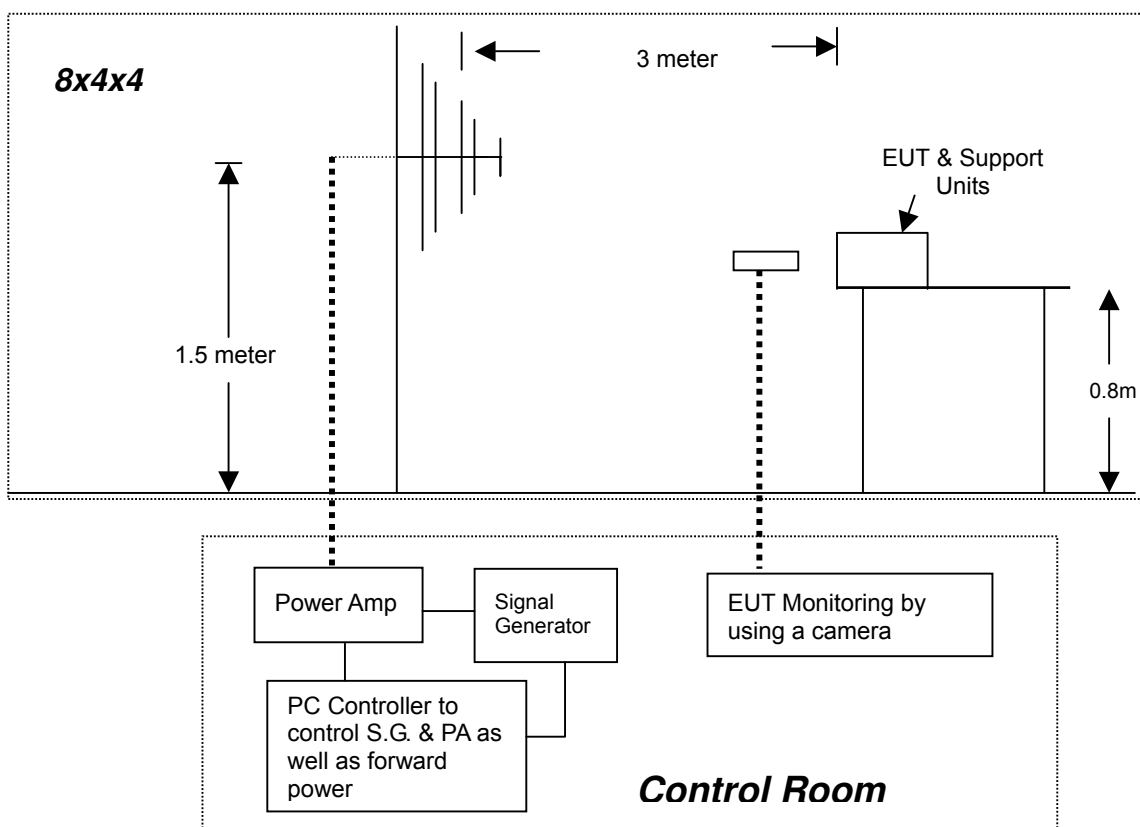 8x4x4
3 meter
EUT & Support
Units
1.5 meter
0.8m
Power Amp
Signal
Generator
EUT Monitoring by
using a camera
PC Controller to
control S.G. & PA as
well as forward
power
Control Room